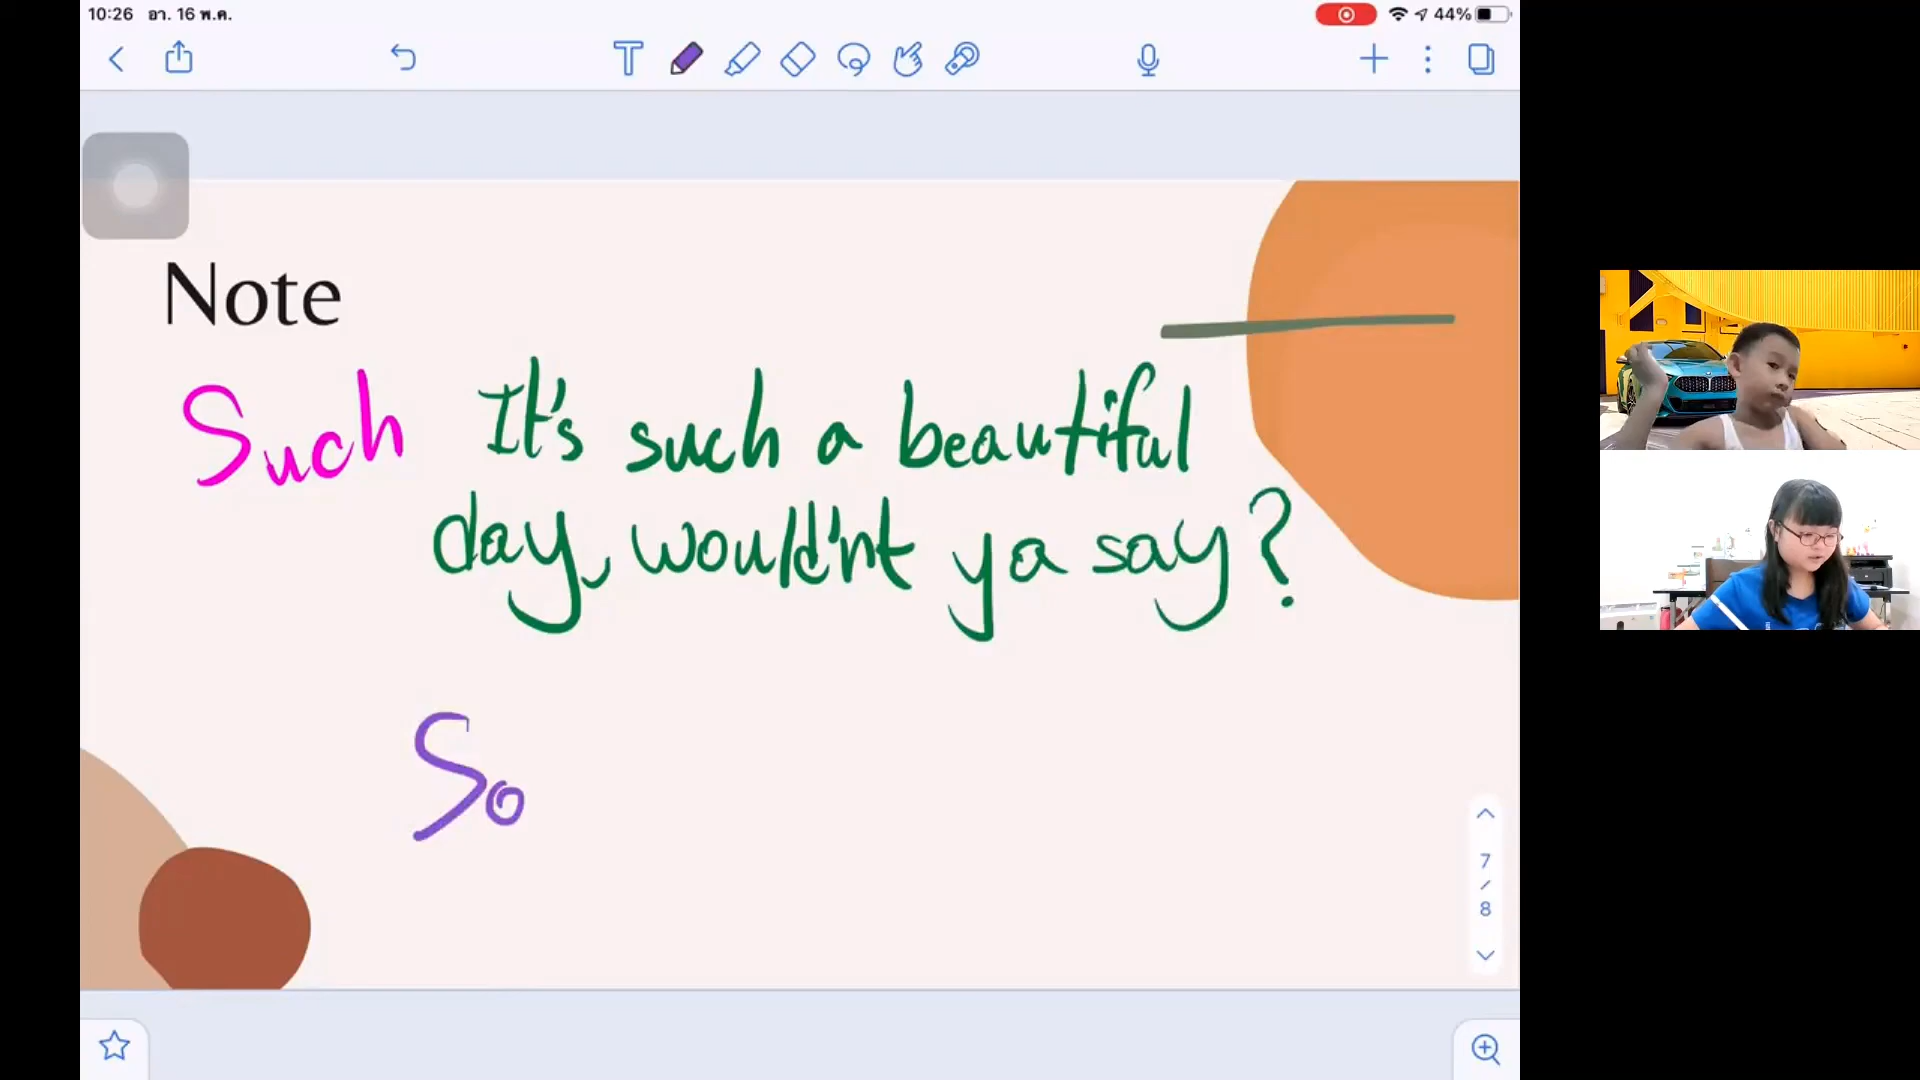 10:26 อา. 16 พ.ค. 44%
Note
Such It's such a beautiful
day, would'nt ya say?
So
7
/
8